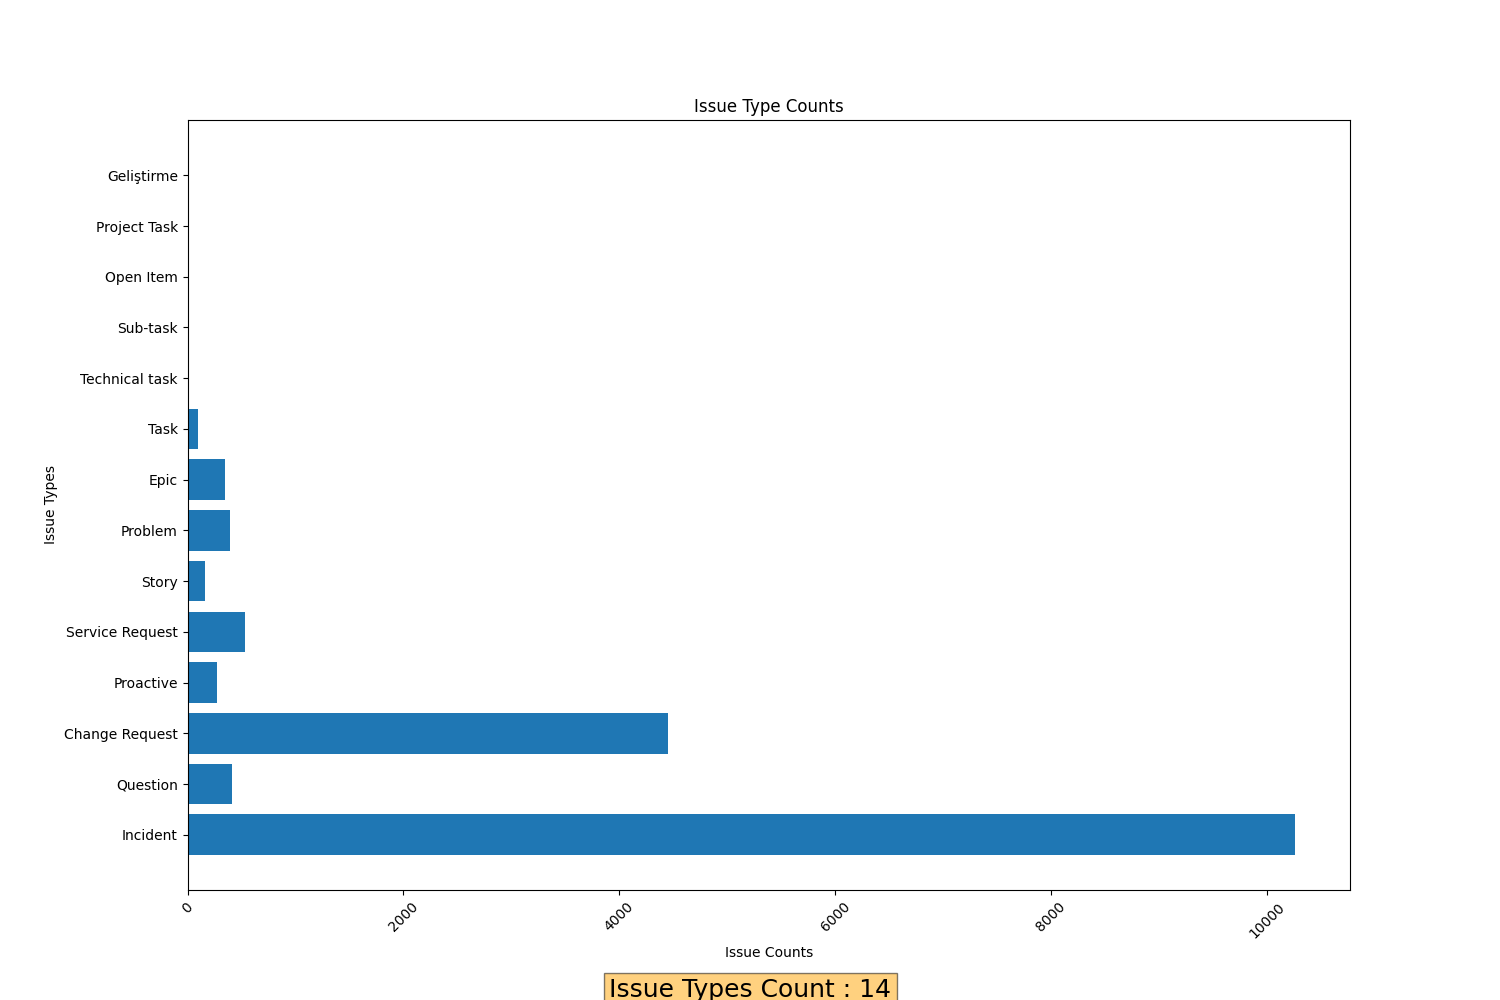 Issue Type Counts
Geliştirme
Project Task
Open Item
Sub-task
Technical task
Task
Epic
Problem
Story
Service Request
Proactive
Change Request
Question
Incident
Issue Types
0 2000 4000 6000 8000 10000
Issue Counts
Issue Types Count : 14